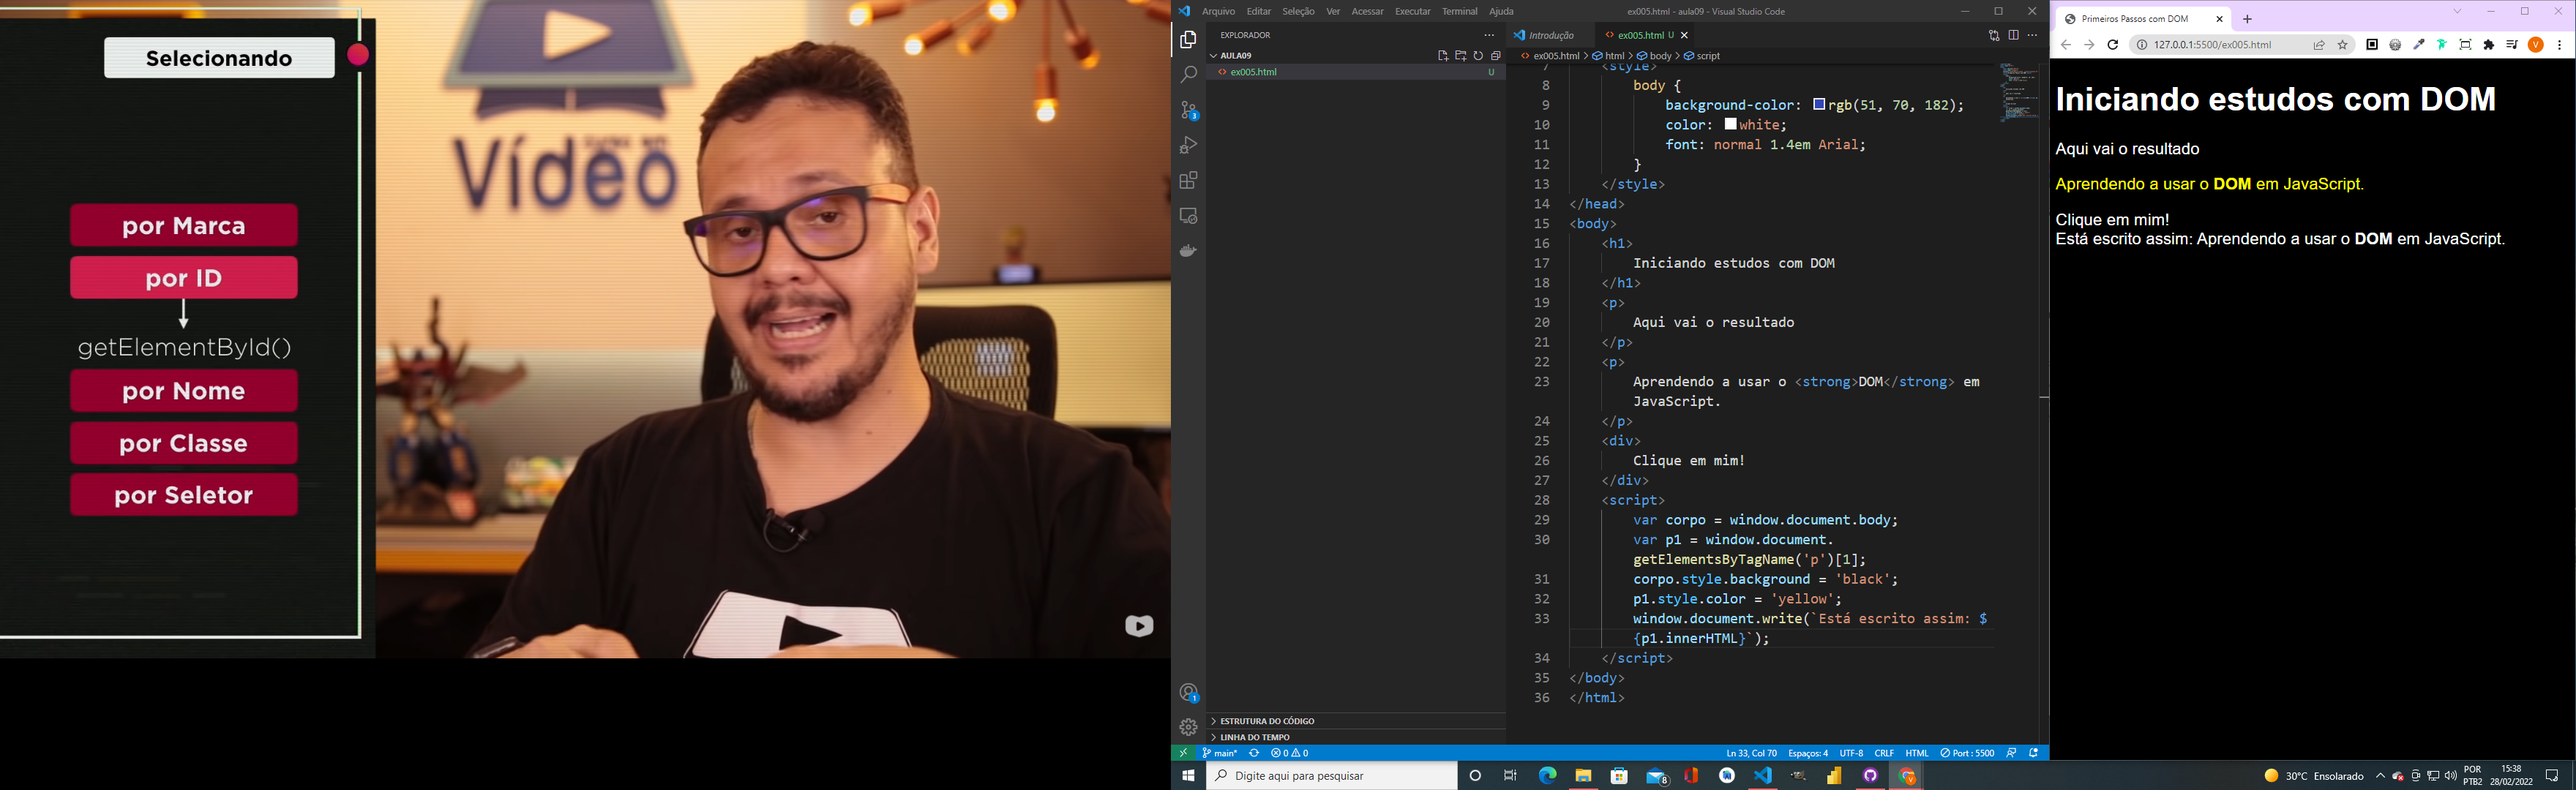 Selecionando
por Marca
por ID
getElementById()
por Nome
por Classe
por Seletor
Vídeo
Arquivo Editar Seleção Ver Acessar Executar Terminal Ajuda
ex005.html - aula09 - Visual Studio Code
EXPLORADOR
AULA09
ex005.html U
Introdução
ex005.html U
ex005.html > html > body > script
7 <style>
8 body {
9 background-color: rgb(51, 70, 182);
10 color: white;
11 font: normal 1.4em Arial;
12 }
13 </style>
14 </head>
15 <body>
16 <h1>
17 Iniciando estudos com DOM
18 </h1>
19 <p>
20 Aqui vai o resultado
21 </p>
22 <p>
23 Aprendendo a usar o <strong>DOM</strong> em
JavaScript.
24 </p>
25 <div>
26 Clique em mim!
27 </div>
28 <script>
29 var corpo = window.document.body;
30 var p1 = window.document.
getElementsByTagName('p')[1];
31 corpo.style.background = 'black';
32 p1.style.color = 'yellow';
33 window.document.write(`Está escrito assim: $
{p1.innerHTML}`);
34 </script>
35 </body>
36 </html>
3
1
ESTRUTURA DO CÓDIGO
LINHA DO TEMPO
main* 0 0
Ln 33, Col 70 Espaços: 4 UTF-8 CRLF HTML Port : 5500
Primeiros Passos com DOM
127.0.0.1:5500/ex005.html
V
Iniciando estudos com DOM
Aqui vai o resultado
Aprendendo a usar o DOM em JavaScript.
Clique em mim!
Está escrito assim: Aprendendo a usar o DOM em JavaScript.
Digite aqui para pesquisar
8
30°C Ensolarado
POR
PTB2
15:38
28/02/2022